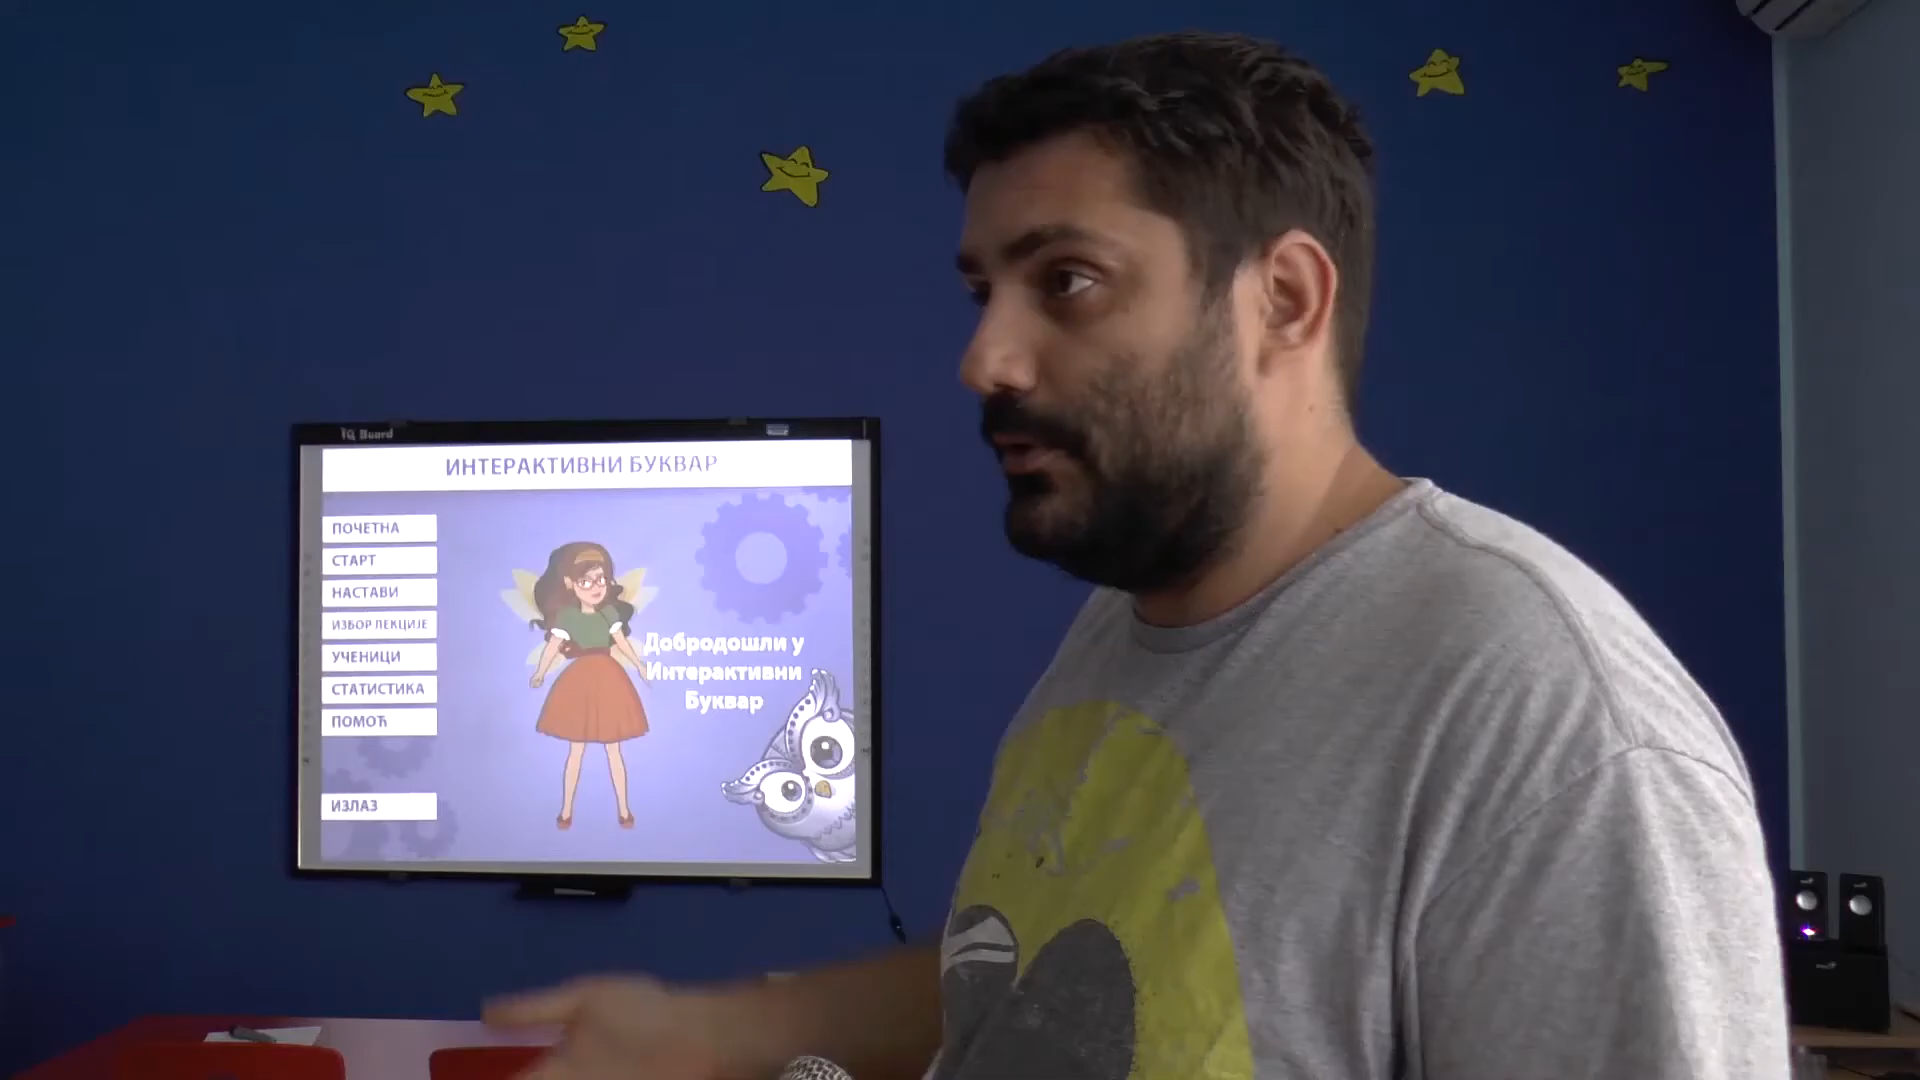 IQ Board
ИНТЕРАКТИВНИ БУКВАР
ПОЧЕТНА
СТАРТ
НАСТАВИ
ИЗБОР ЛЕКЦИЈЕ
УЧЕНИЦИ
СТАТИСТИКА
ПОМОЋ
ИЗЛАЗ
Добродошли у
Интерактивни
Буквар